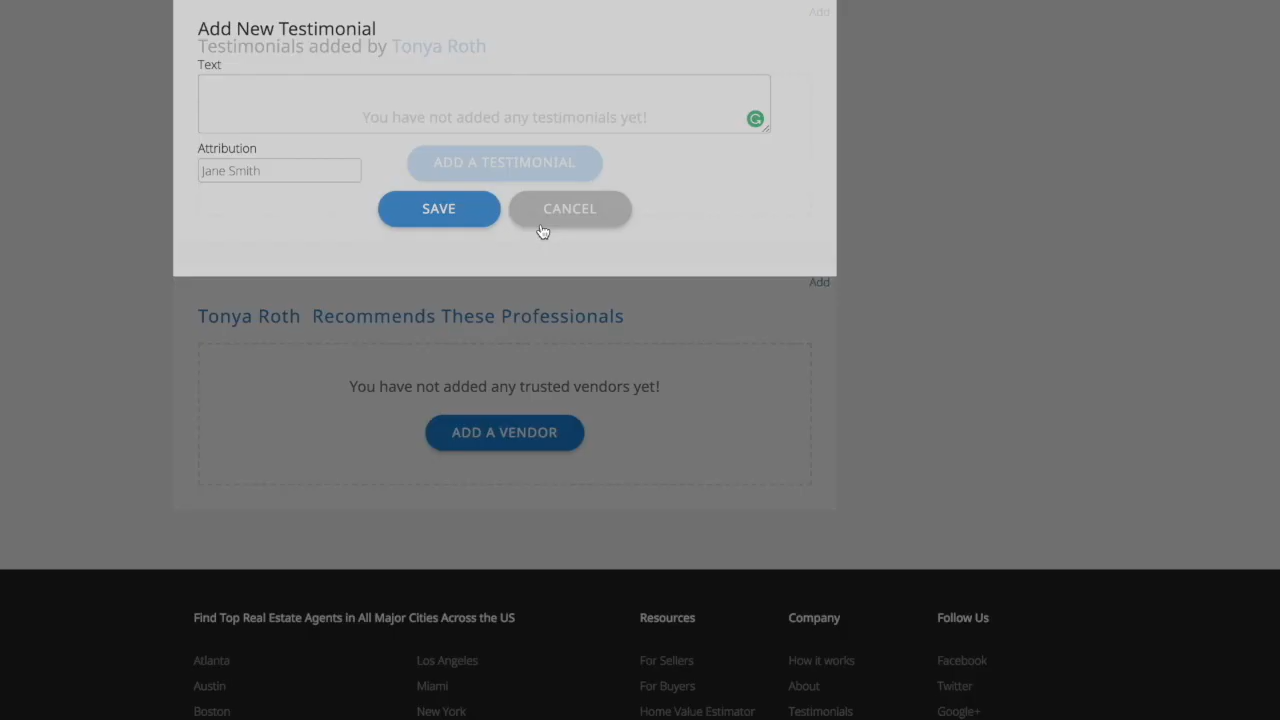 Add
Add New Testimonial
Testimonials added by Tonya Roth
Text
You have not added any testimonials yet!
Attribution
Jane Smith
ADD A TESTIMONIAL
SAVE
CANCEL
Add
Tonya Roth Recommends These Professionals
You have not added any trusted vendors yet!
ADD A VENDOR
Find Top Real Estate Agents in All Major Cities Across the US
Resources
Company
Follow Us
Atlanta
Los Angeles
For Sellers
How it works
Facebook
Austin
Miami
For Buyers
About
Twitter
Boston
New York
Home Value Estimator
Testimonials
Google+